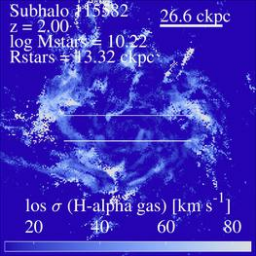 Subhalo 115582
26.6 ckpc
z = 2.00
log Mstars = 10.22
Rstars = 13.32 ckpc
los σ (H-alpha gas) [km s⁻¹]
20 40 60 80